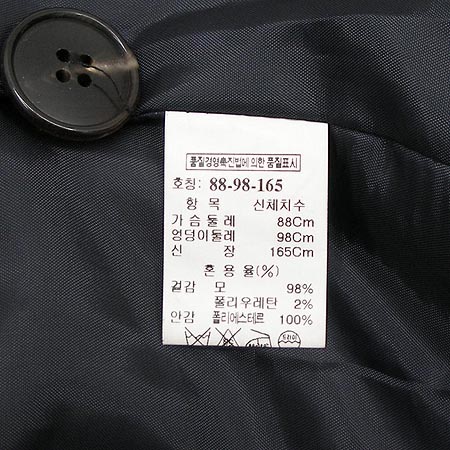 품질경영촉진법에 의한 품질표시
호칭: 88-98-165
항 목 신체치수
가슴둘레 88Cm
엉덩이둘레 98Cm
신 장 165Cm
혼 용 율(%)
겉감 모 98%
폴리우레탄 2%
안감 폴리에스테르 100%
드라이